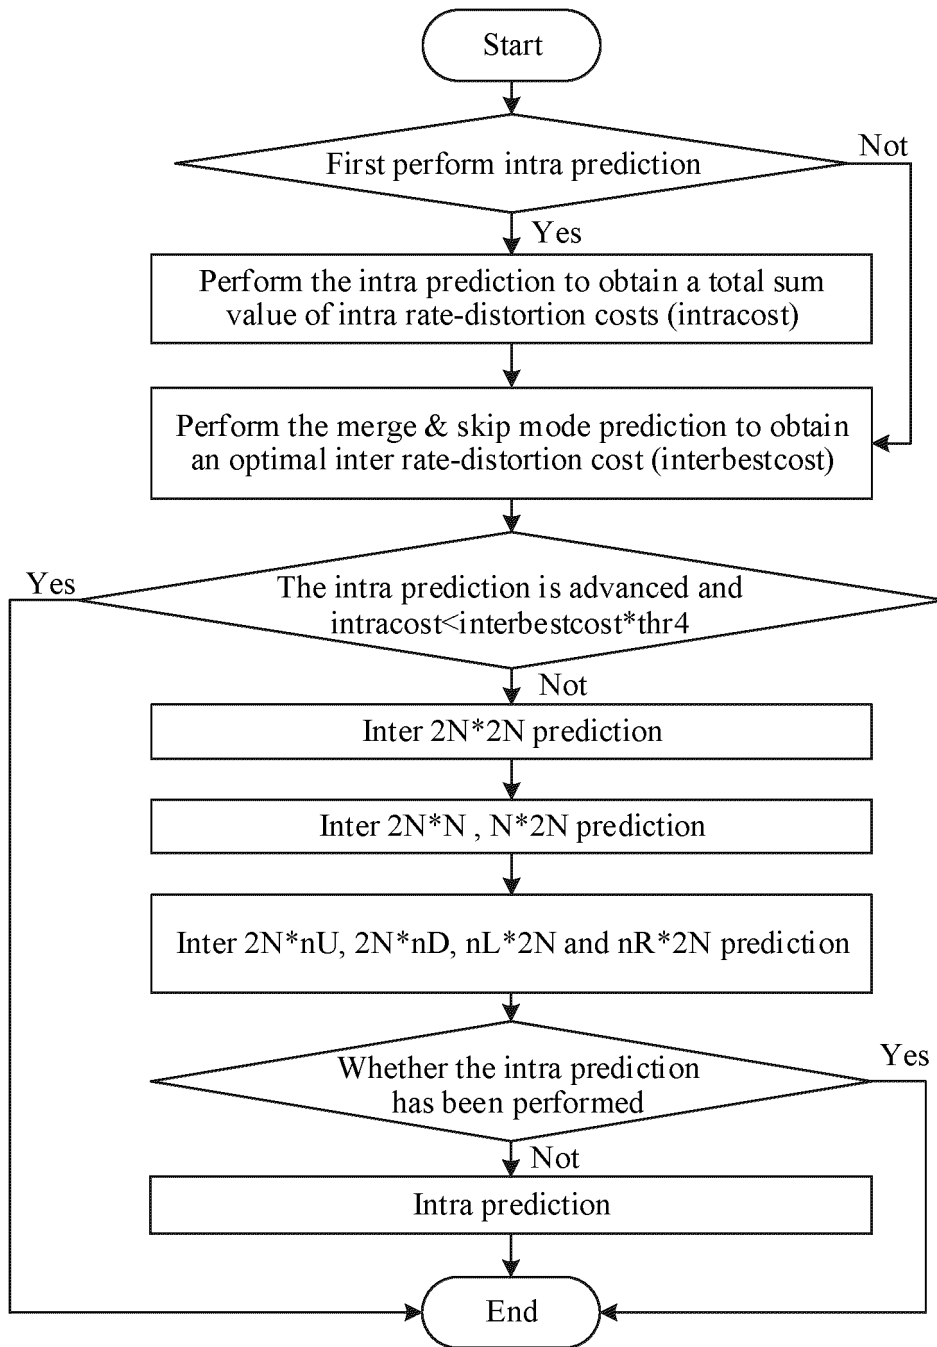 Start
First perform intra prediction
Not
Yes
Perform the intra prediction to obtain a total sum
value of intra rate-distortion costs (intracost)
Perform the merge & skip mode prediction to obtain
an optimal inter rate-distortion cost (interbestcost)
Yes
The intra prediction is advanced and
intracost<interbestcost*thr4
Not
Inter 2N*2N prediction
Inter 2N*N , N*2N prediction
Inter 2N*nU, 2N*nD, nL*2N and nR*2N prediction
Whether the intra prediction
has been performed
Yes
Not
Intra prediction
End